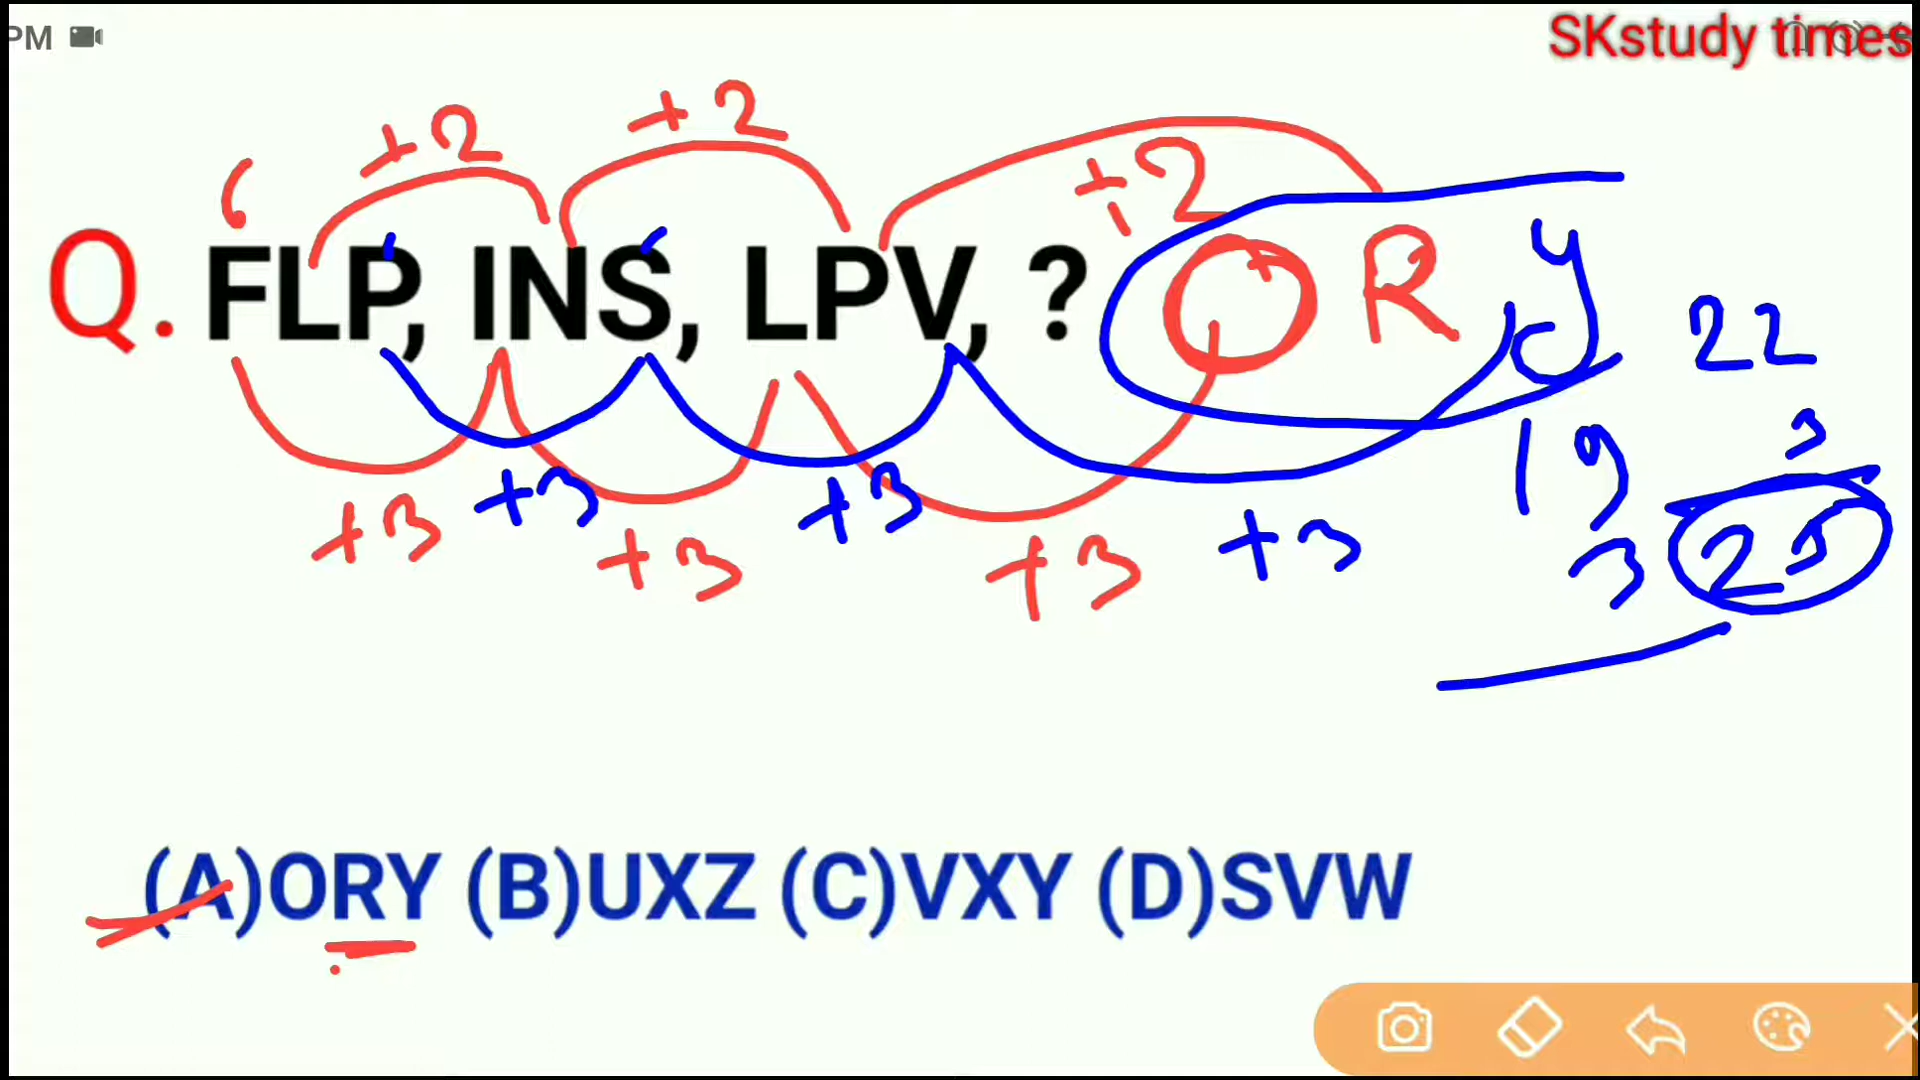 PM
SKstudy times
+2 +2 +2
6
Q. FLP, INS, LPV, ? O R Y
22
19 3
3 25
+3 +3 +3 +3 +3 +3
(A)ORY (B)UXZ (C)VXY (D)SVW